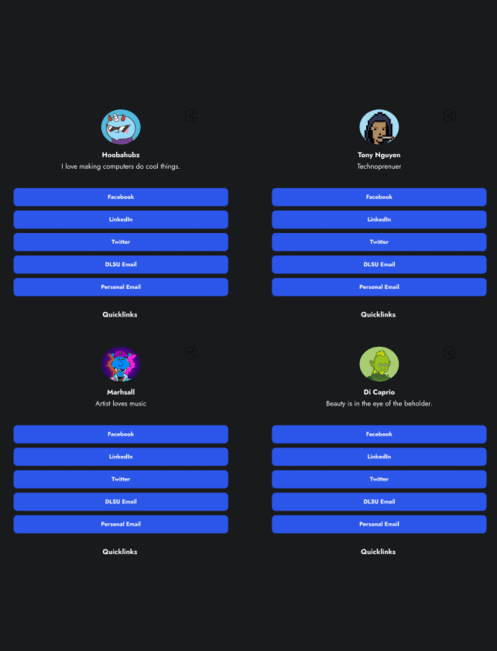 Hoobahubz
I love making computers do cool things.
Facebook
LinkedIn
Twitter
DLSU Email
Personal Email
Quicklinks
Tony Nguyen
Technoprenuer
Facebook
LinkedIn
Twitter
DLSU Email
Personal Email
Quicklinks
Marhsall
Artist loves music
Facebook
LinkedIn
Twitter
DLSU Email
Personal Email
Quicklinks
Di Caprio
Beauty is in the eye of the beholder.
Facebook
LinkedIn
Twitter
DLSU Email
Personal Email
Quicklinks